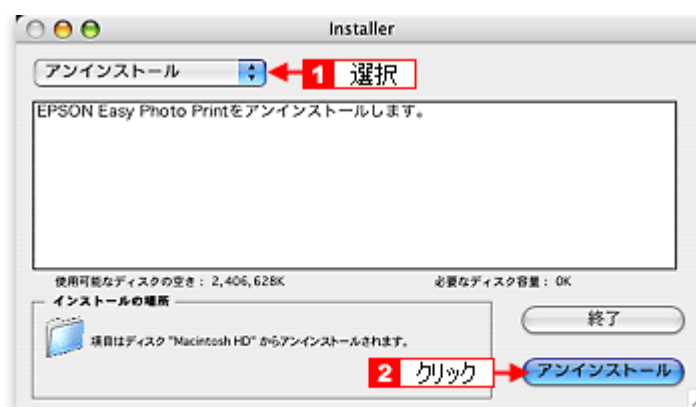 Installer
アンインストール
1 選択
EPSON Easy Photo Printをアンインストールします。
使用可能なディスクの空き： 2,406,628K 必要なディスク容量： 0K
インストールの場所
項目はディスク "Macintosh HD" からアンインストールされます。
終了
2 クリック
アンインストール